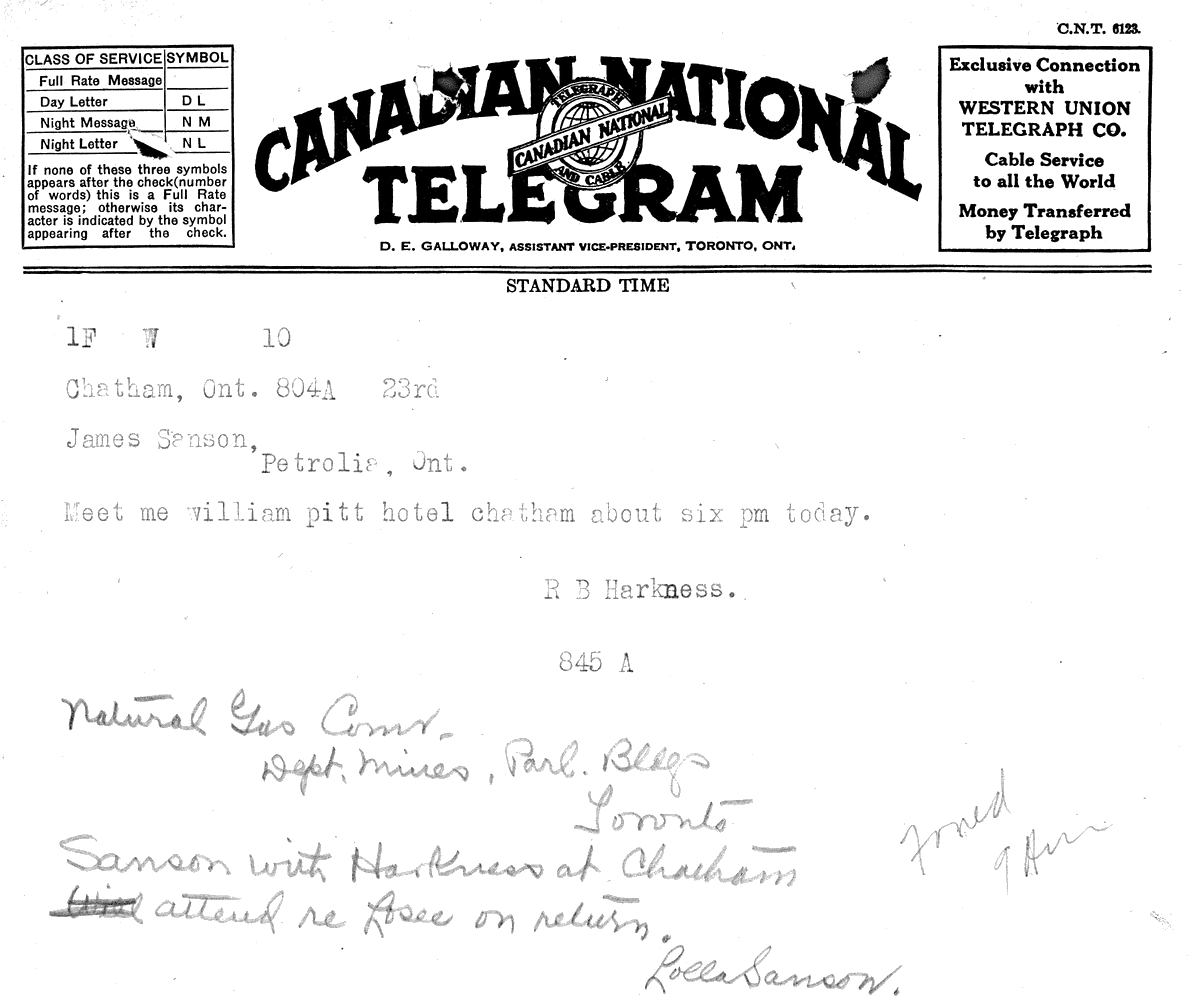 C.N.T. 6123.
CLASS OF SERVICE SYMBOL
Full Rate Message
Day Letter D L
Night Message N M
Night Letter N L
If none of these three symbols
appears after the check(number
of words) this is a Full Rate
message; otherwise its char-
acter is indicated by the symbol
appearing after the check.
CANADIAN NATIONAL
TELEGRAPH
CANADIAN NATIONAL
AND CABLE
TELEGRAM
D. E. GALLOWAY, ASSISTANT VICE-PRESIDENT, TORONTO, ONT.
Exclusive Connection
with
WESTERN UNION
TELEGRAPH CO.
Cable Service
to all the World
Money Transferred
by Telegraph
STANDARD TIME
1F W 10
Chatham, Ont. 804A 23rd
James Sanson,
Petrolia, Ont.
Meet me william pitt hotel chatham about six pm today.
R B Harkness.
845 A
Natural Gas Comr.
Dept. Mines, Parl. Bldgs
Toronto
Sanson with Harkness at Chatham
attend re on return.
Lolla Sanson.